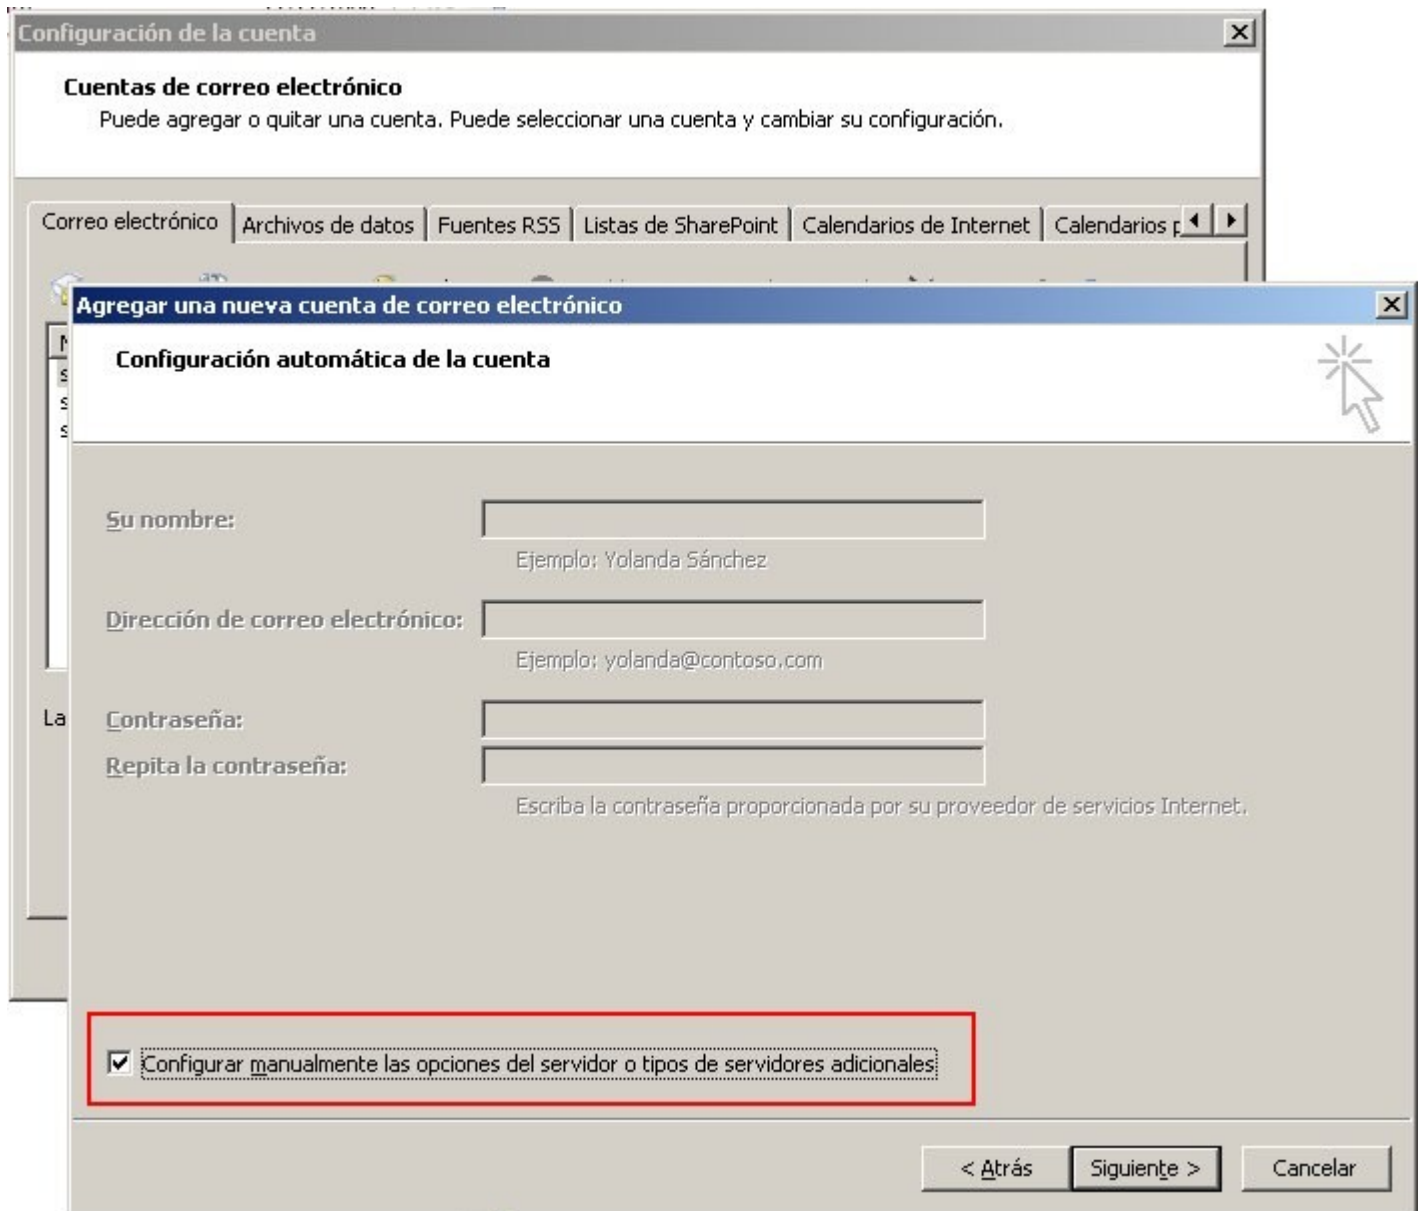 Configuración de la cuenta
Cuentas de correo electrónico
Puede agregar o quitar una cuenta. Puede seleccionar una cuenta y cambiar su configuración.
Correo electrónico Archivos de datos Fuentes RSS Listas de SharePoint Calendarios de Internet Calendarios
Agregar una nueva cuenta de correo electrónico
Configuración automática de la cuenta
Su nombre:
Ejemplo: Yolanda Sánchez
Dirección de correo electrónico:
Ejemplo: yolanda@contoso.com
La
Contraseña:
Repita la contraseña:
Escriba la contraseña proporcionada por su proveedor de servicios Internet.
Configurar manualmente las opciones del servidor o tipos de servidores adicionales
< Atrás Siguiente > Cancelar